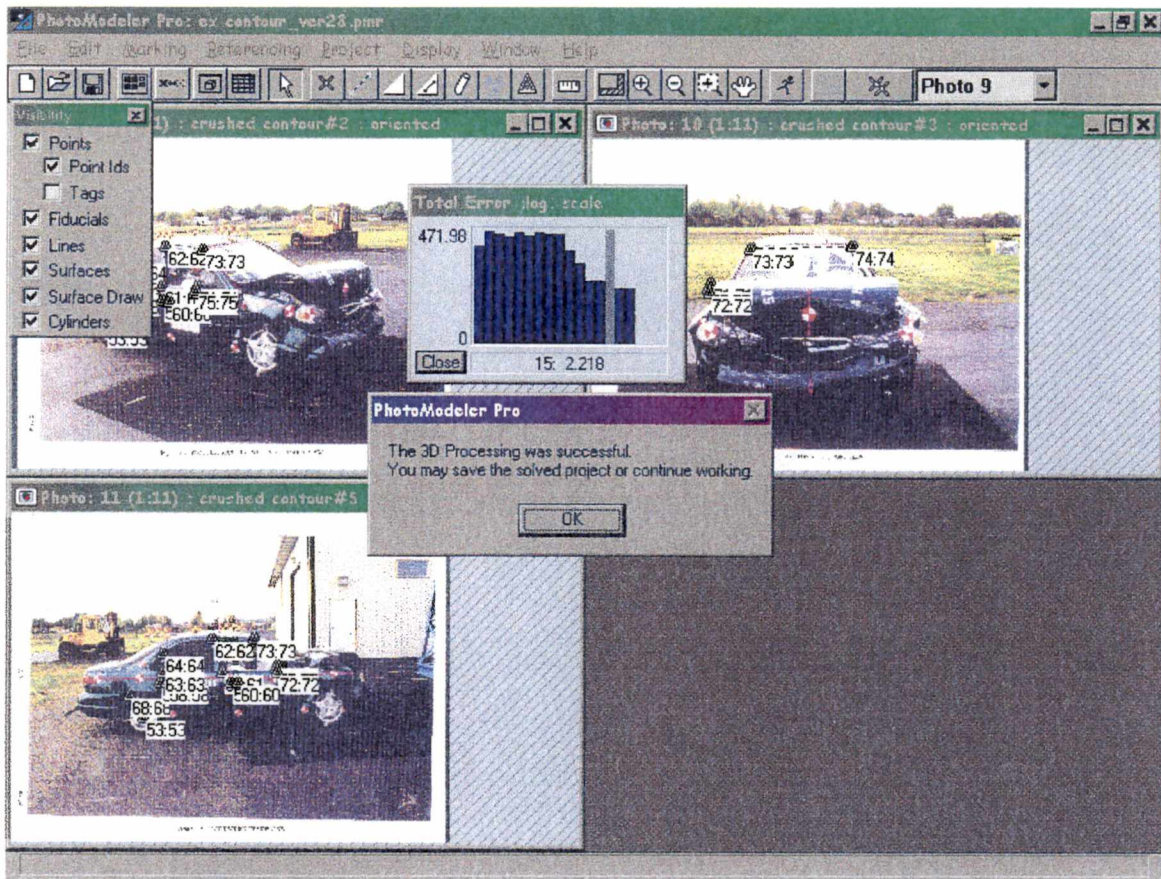 PhotoModeler Pro: ex contour_ver28.pmr
File Edit Marking Referencing Project Display Window Help
Photo 9
Visibility
Points
Point Ids
Tags
Fiducials
Lines
Surfaces
Surface Draw
Cylinders
1) : crushed contour#2 : oriented
62:62
73:73
75:75
53:53
Photo: 10 (1:11) : crushed contour#3 : oriented
73:73
74:74
72:72
Total Error
scale
471.98
0
Close
15: 2.218
PhotoModeler Pro
The 3D Processing was successful.
You may save the solved project or continue working.
OK
Photo: 11 (1:11) : crushed contour#5
62:62
73:73
64:64
63:63
60:60
72:72
68:68
53:53